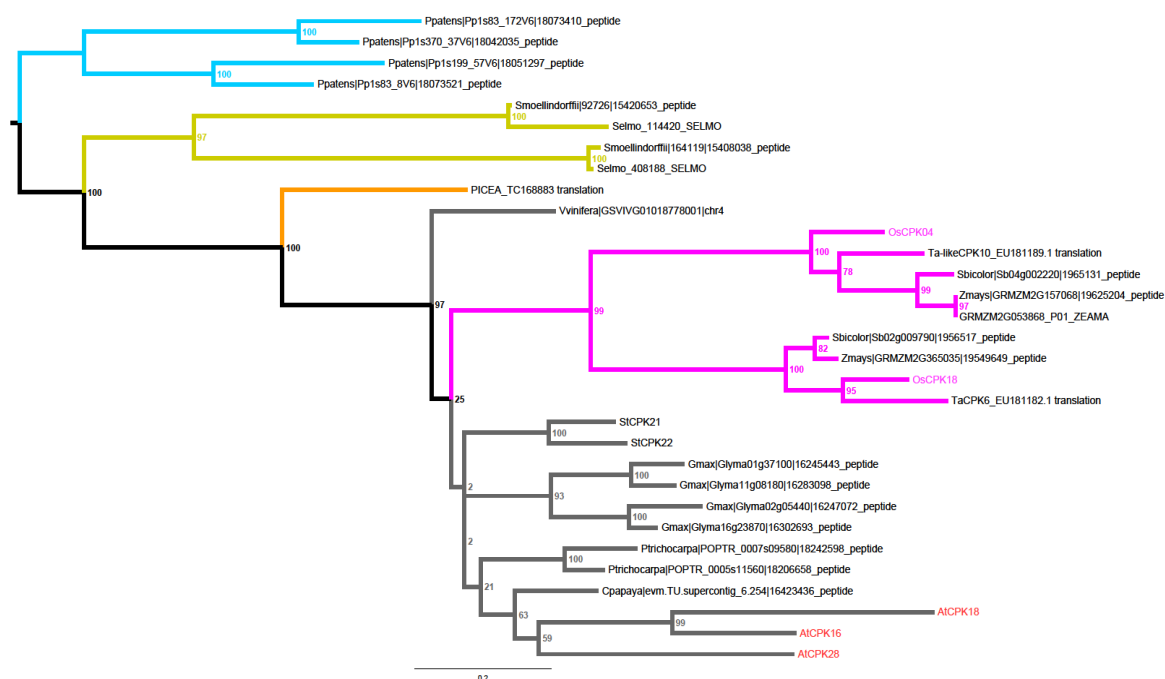 Ppatens|Pp1s83_172V6|18073410_peptide
100
Ppatens|Pp1s370_37V6|18042035_peptide
Ppatens|Pp1s199_57V6|18051297_peptide
100
Ppatens|Pp1s83_8V6|18073521_peptide
Smoellindorffii|92726|15420653_peptide
100
Selmo_114420_SELMO
97
Smoellindorffii|164119|15408038_peptide
100
Selmo_408188_SELMO
100
PICEA_TC168883 translation
Vvinifera|GSVIVG01018778001|chr4
OsCPK04
100
100
Ta-likeCPK10_EU181189.1 translation
78
Sbicolor|Sb04g002220|1965131_peptide
99
Zmays|GRMZM2G157068|19625204_peptide
97
97
99
GRMZM2G053868_P01_ZEAMA
Sbicolor|Sb02g009790|1956517_peptide
82
Zmays|GRMZM2G365035|19549649_peptide
100
OsCPK18
95
25
TaCPK6_EU181182.1 translation
StCPK21
100
StCPK22
Gmax|Glyma01g37100|16245443_peptide
100
Gmax|Glyma11g08180|16283098_peptide
2
93
Gmax|Glyma02g05440|16247072_peptide
100
Gmax|Glyma16g23870|16302693_peptide
2
Ptrichocarpa|POPTR_0007s09580|18242598_peptide
100
Ptrichocarpa|POPTR_0005s11560|18206658_peptide
21
Cpapaya|evm.TU.supercontig_6.254|16423436_peptide
63
AtCPK18
99
AtCPK16
59
AtCPK28
0.2